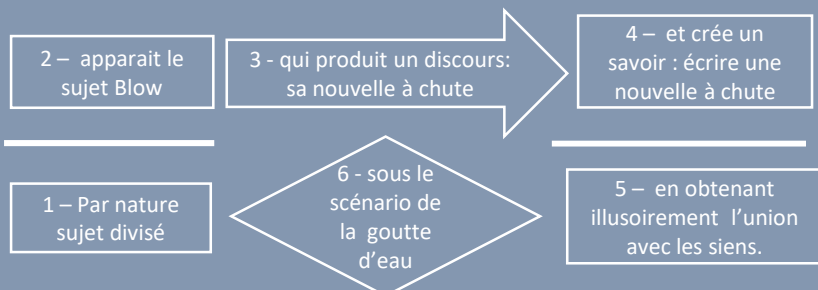 2 – apparait le
sujet Blow
3 - qui produit un discours:
sa nouvelle à chute
4 – et crée un
savoir : écrire une
nouvelle à chute
1 – Par nature
sujet divisé
6 - sous le
scénario de
la goutte
d'eau
5 – en obtenant
illusoirement l'union
avec les siens.